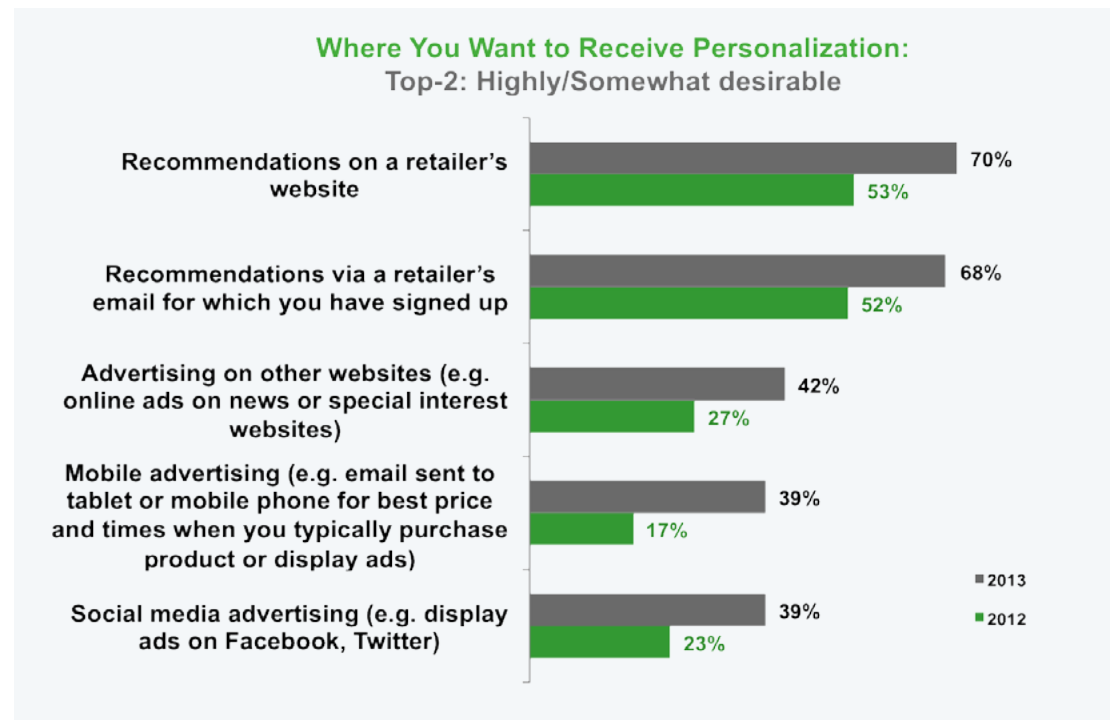 Where You Want to Receive Personalization:
Top-2: Highly/Somewhat desirable
Recommendations on a retailer's
website
70%
53%
Recommendations via a retailer's
email for which you have signed up
68%
52%
Advertising on other websites (e.g.
online ads on news or special interest
websites)
42%
27%
Mobile advertising (e.g. email sent to
tablet or mobile phone for best price
and times when you typically purchase
product or display ads)
39%
17%
Social media advertising (e.g. display
ads on Facebook, Twitter)
39%
23%
2013
2012